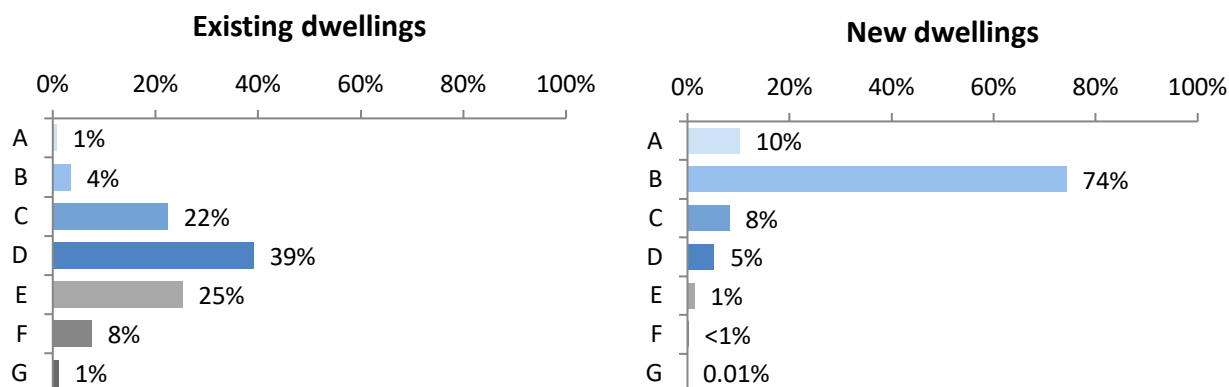 Existing dwellings
0% 20% 40% 60% 80% 100%
A 1%
B 4%
C 22%
D 39%
E 25%
F 8%
G 1%
New dwellings
0% 20% 40% 60% 80% 100%
A 10%
B 74%
C 8%
D 5%
E 1%
F <1%
G 0.01%